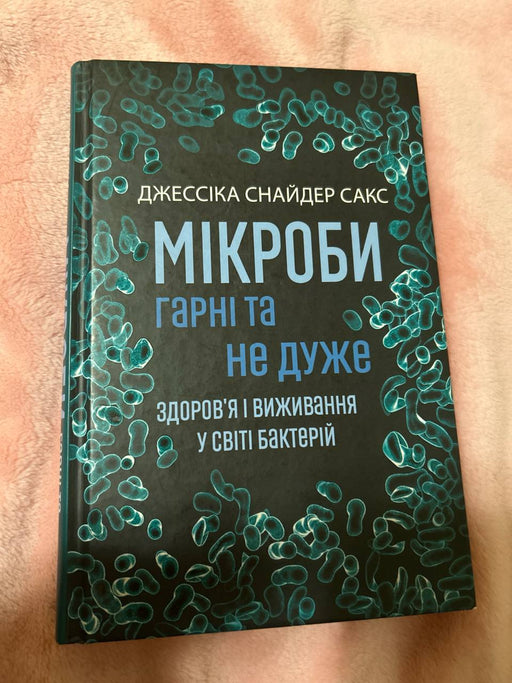 ДЖЕССІКА СНАЙДЕР САКС
МІКРОБИ
ГАРНІ ТА
НЕ ДУЖЕ
ЗДОРОВ'Я І ВИЖИВАННЯ
У СВІТІ БАКТЕРІЙ